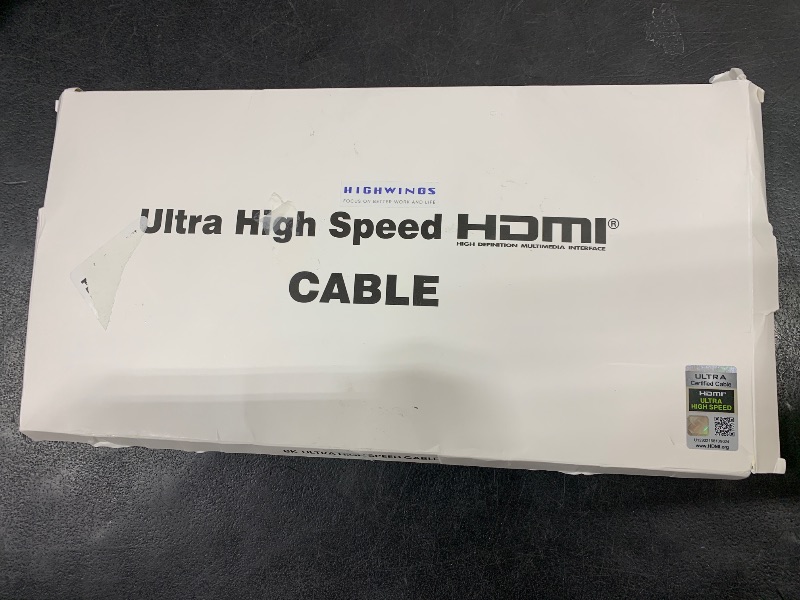 HIGHWINGS
FOCUS ON BETTER WORK AND LIFE
Ultra High Speed HDMI®
HIGH DEFINITION MULTIMEDIA INTERFACE
CABLE
ULTRA
Certified Cable
HDMI
ULTRA
HIGH SPEED
www.HDMI.org
8K ULTRA HIGH SPEED CABLE